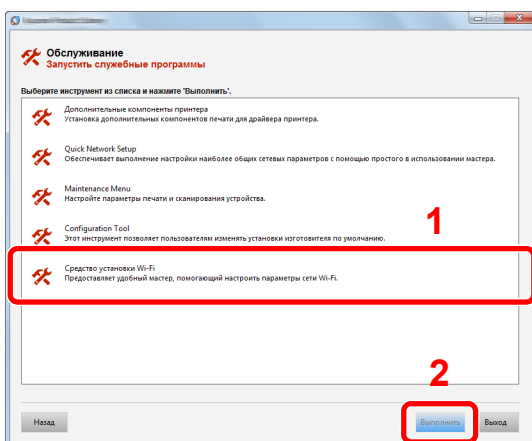 Обслуживание
Запустить служебные программы
Выберите инструмент из списка и нажмите 'Выполнить'.
Дополнительные компоненты принтера
Установка дополнительных компонентов печати для драйвера принтера.
Quick Network Setup
Обеспечивает выполнение настройки наиболее общих сетевых параметров с помощью простого в использовании мастера.
Maintenance Menu
Настройте параметры печати и сканирования устройства.
1
Configuration Tool
Этот инструмент позволяет пользователям изменять установки изготовителя по умолчанию.
Средство установки Wi-Fi
Предоставляет удобный мастер, помогающий настроить параметры сети Wi-Fi.
2
Назад
Выполнить
Выход